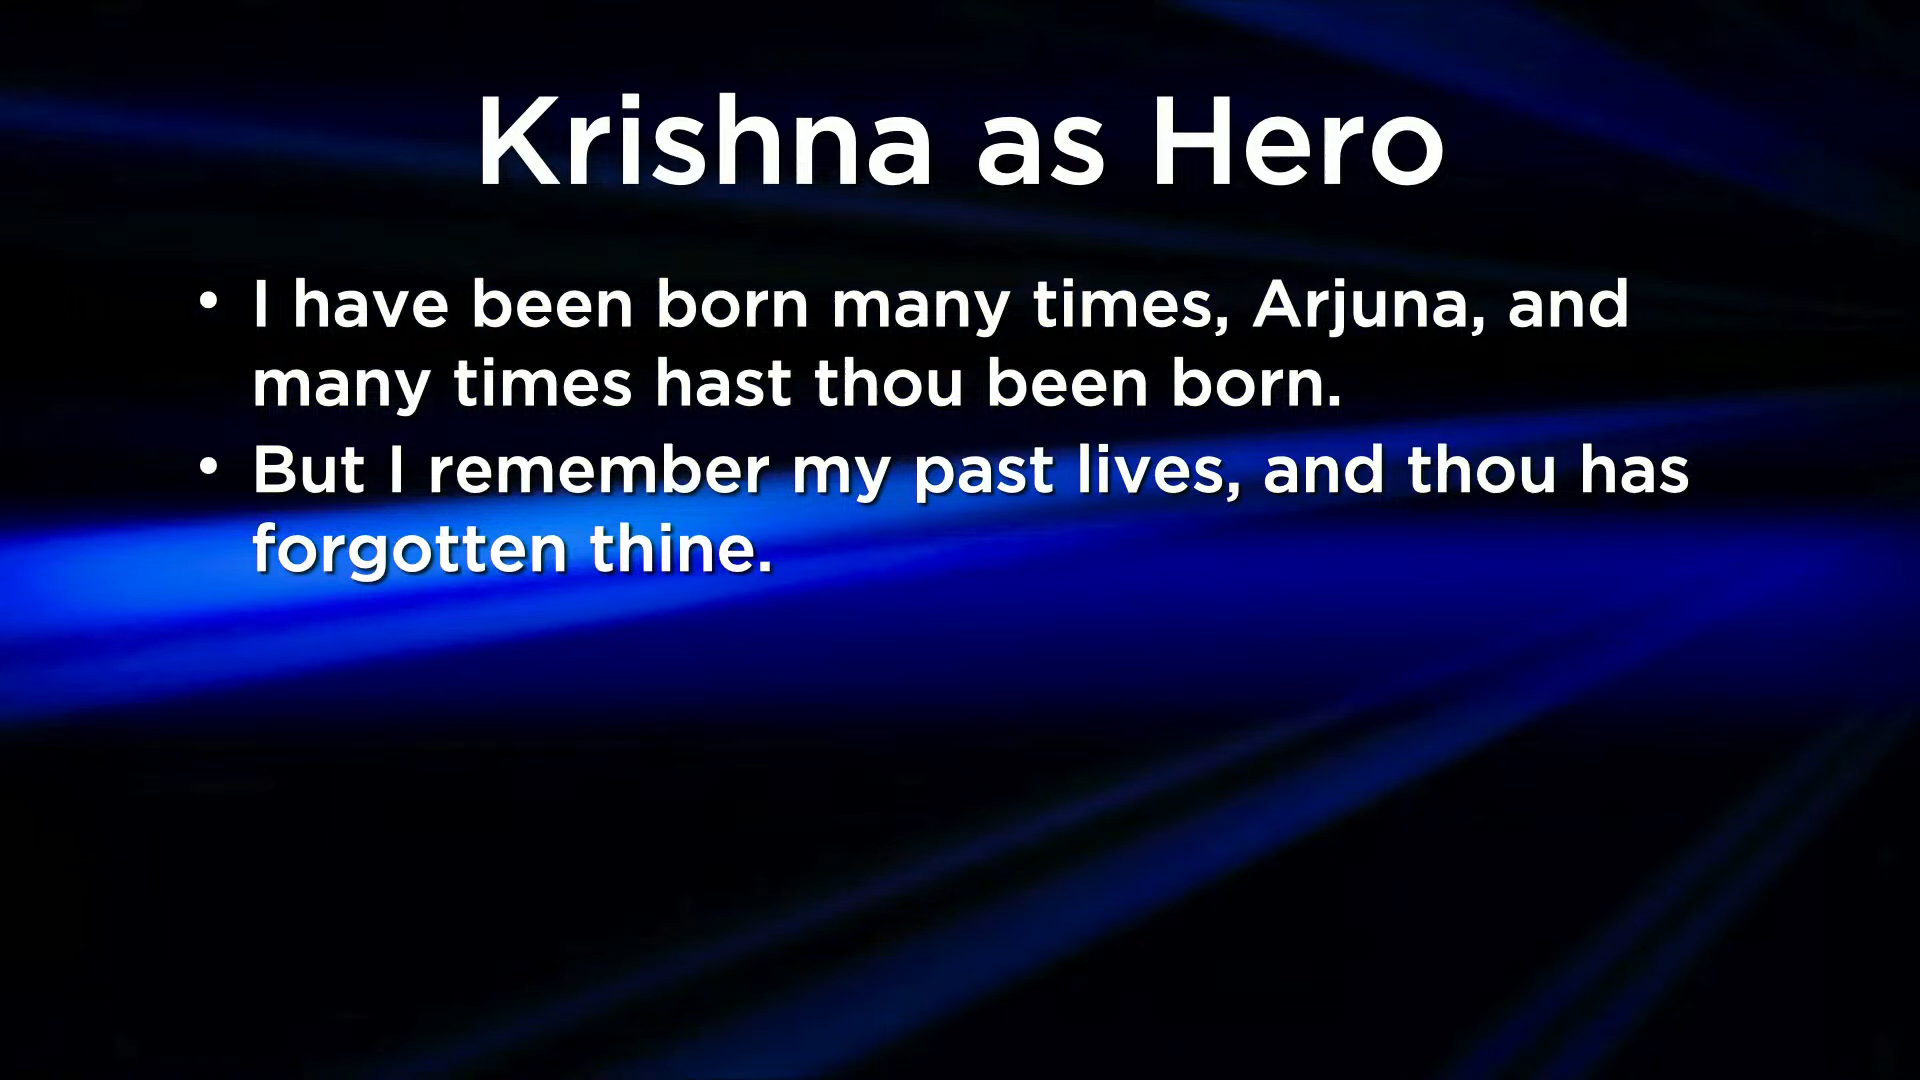 Krishna as Hero
• I have been born many times, Arjuna, and
many times hast thou been born.
• But I remember my past lives, and thou has
forgotten thine.